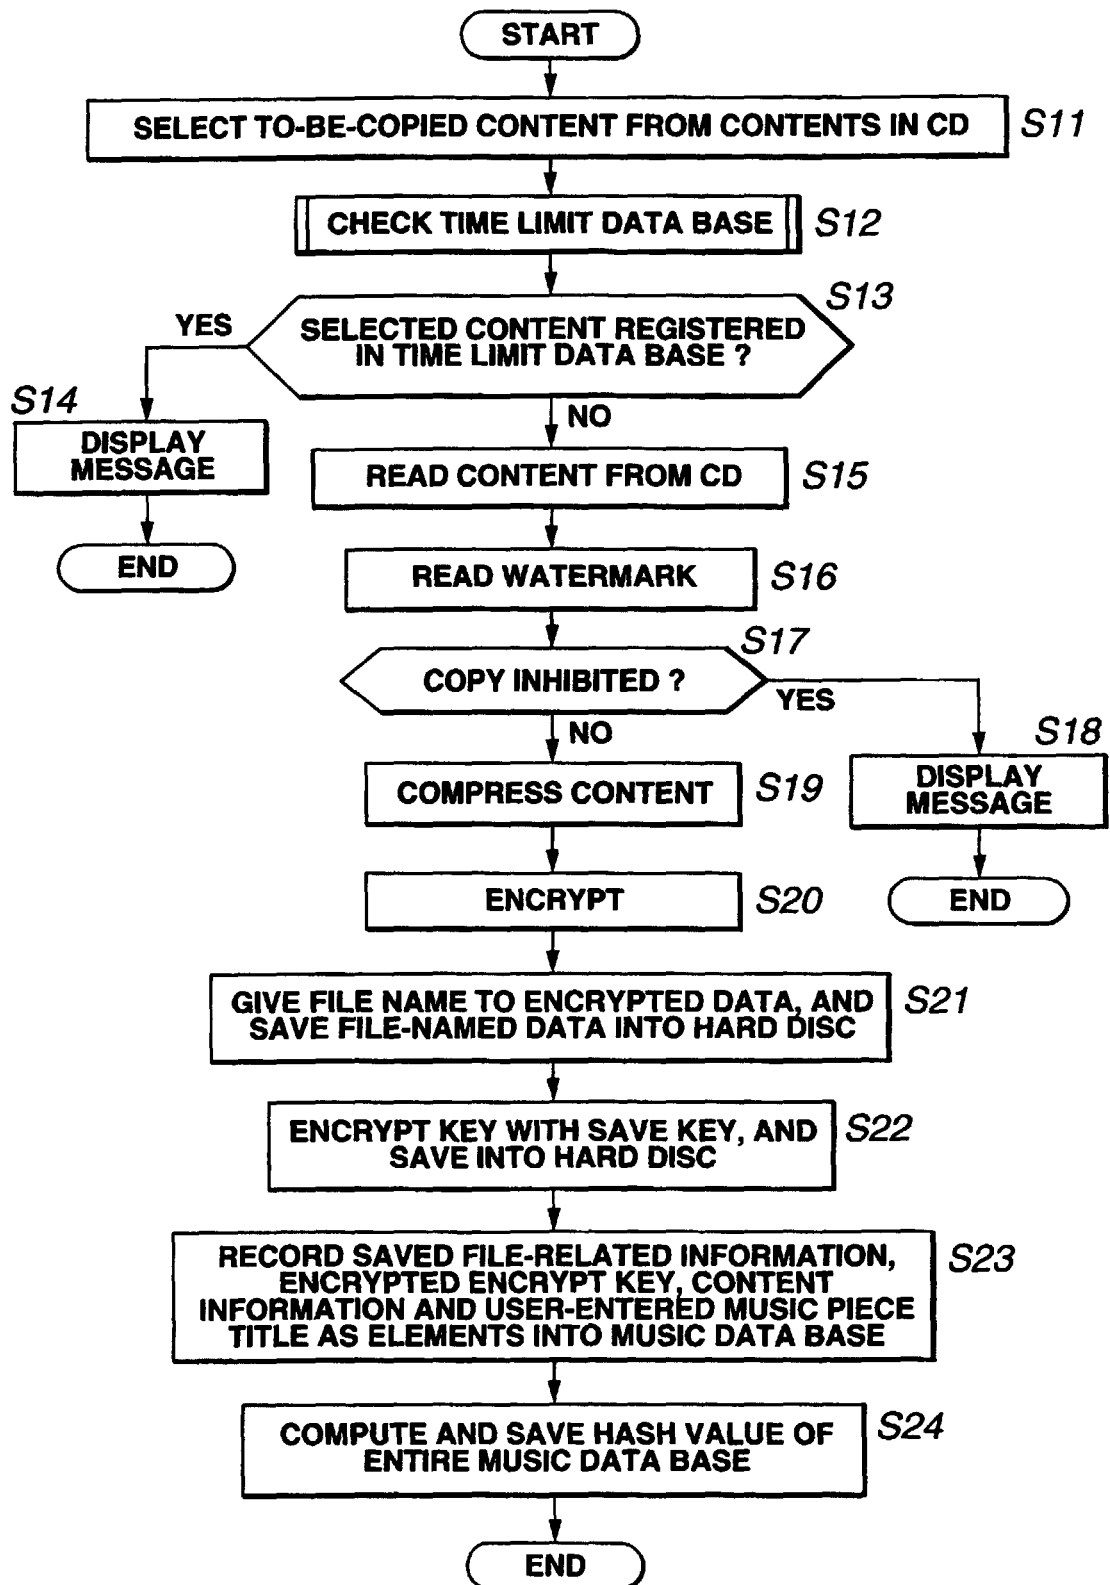 START
SELECT TO-BE-COPIED CONTENT FROM CONTENTS IN CD
S11
CHECK TIME LIMIT DATA BASE
S12
S13
SELECTED CONTENT REGISTERED
IN TIME LIMIT DATA BASE ?
YES
NO
S14
DISPLAY
MESSAGE
END
READ CONTENT FROM CD
S15
READ WATERMARK
S16
S17
COPY INHIBITED ?
YES
NO
S18
DISPLAY
MESSAGE
END
COMPRESS CONTENT
S19
ENCRYPT
S20
GIVE FILE NAME TO ENCRYPTED DATA, AND
SAVE FILE-NAMED DATA INTO HARD DISC
S21
ENCRYPT KEY WITH SAVE KEY, AND
SAVE INTO HARD DISC
S22
RECORD SAVED FILE-RELATED INFORMATION,
ENCRYPTED ENCRYPT KEY, CONTENT
INFORMATION AND USER-ENTERED MUSIC PIECE
TITLE AS ELEMENTS INTO MUSIC DATA BASE
S23
COMPUTE AND SAVE HASH VALUE OF
ENTIRE MUSIC DATA BASE
S24
END